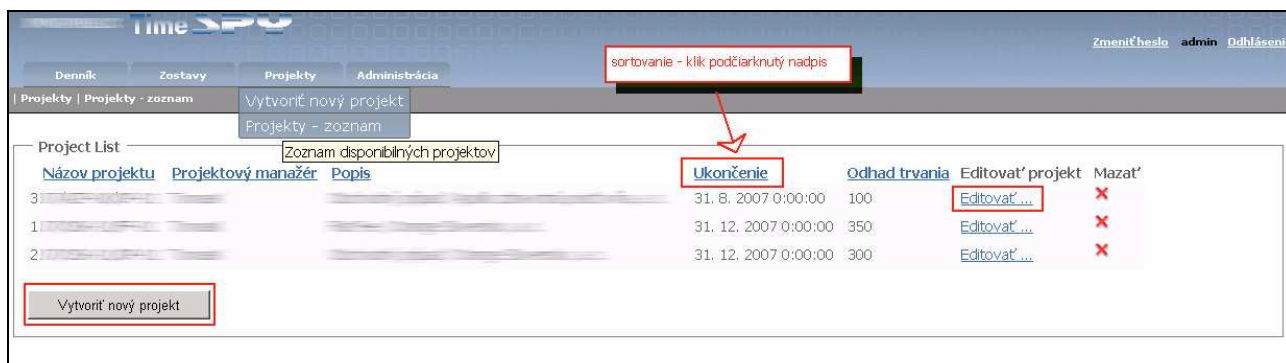 Time SPY
Zmeniť heslo admin Odhláseni
sortovanie - klik podčiarknutý nadpis
Denník Zostavy Projekty Administrácia
| Projekty | Projekty - zoznam
Vytvoriť nový projekt
Projekty - zoznam
Zoznam disponibilných projektov
Project List
Názov projektu Projektový manažér Popis Ukončenie Odhad trvania Editovať projekt Mazať
3 31. 8. 2007 0:00:00 100 Editovať ...
1 31. 12. 2007 0:00:00 350 Editovať ...
2 31. 12. 2007 0:00:00 300 Editovať ...
Vytvoriť nový projekt